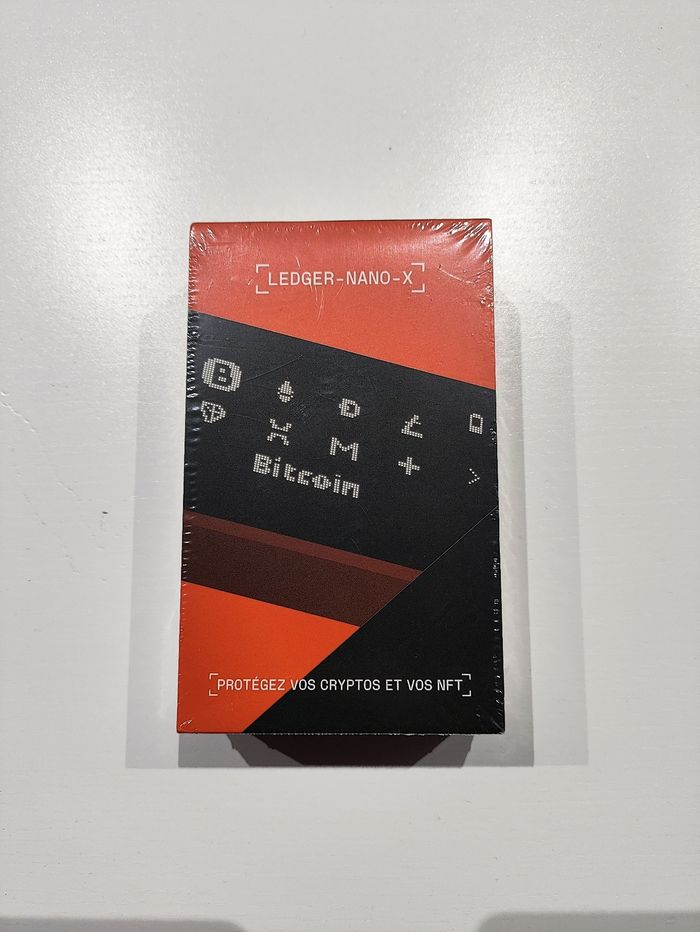 LEDGER-NANO-X
Bitcoin
PROTÉGEZ VOS CRYPTOS ET VOS NFT